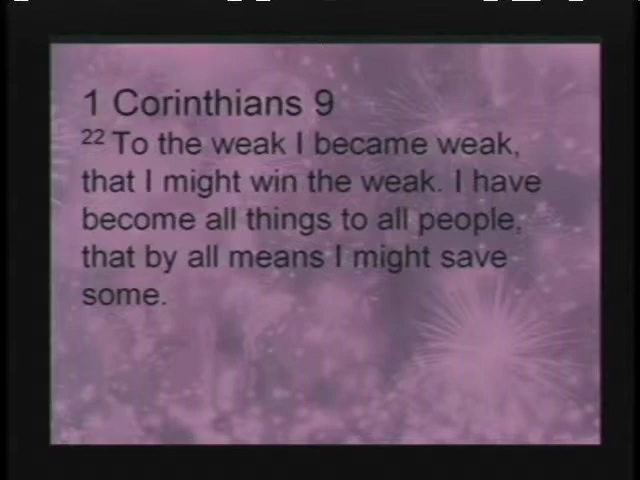 1 Corinthians 9
22 To the weak I became weak,
that I might win the weak. I have
become all things to all people,
that by all means I might save
some.